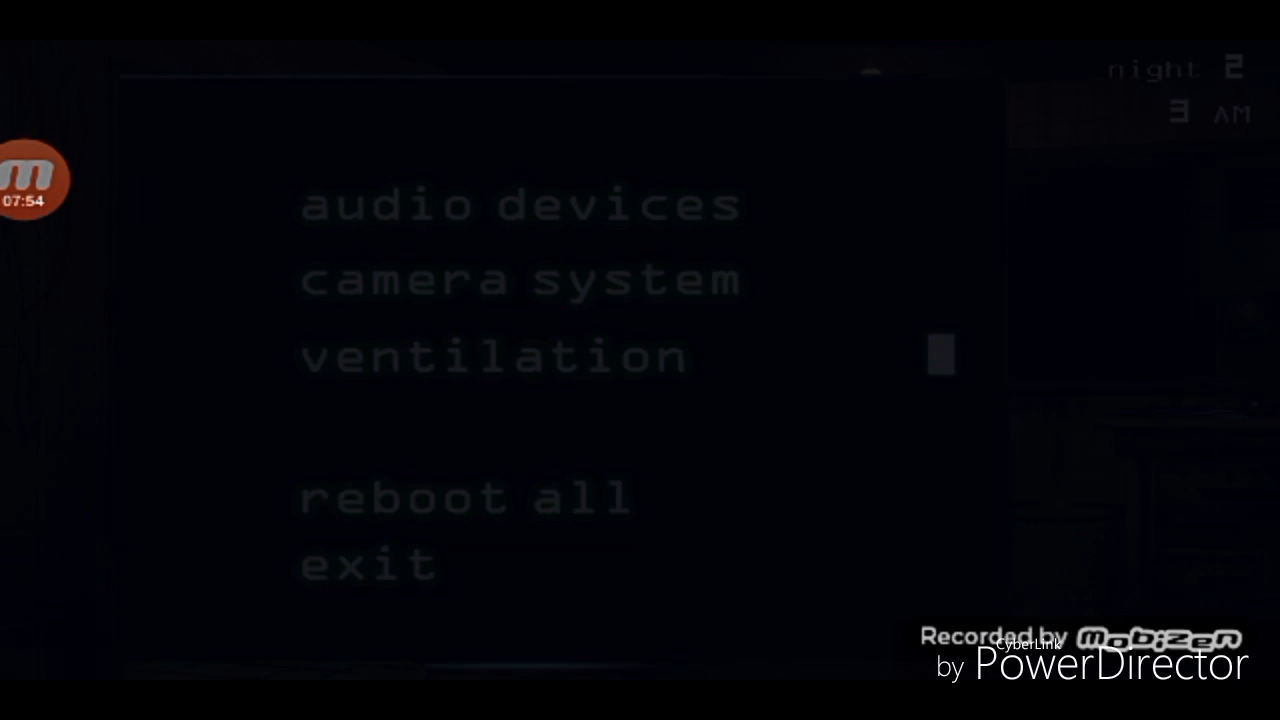 night 2
3 AM
m
07:54
audio devices
camera system
ventilation
reboot all
exit
Recorded by mobizen
CyberLink
by PowerDirector